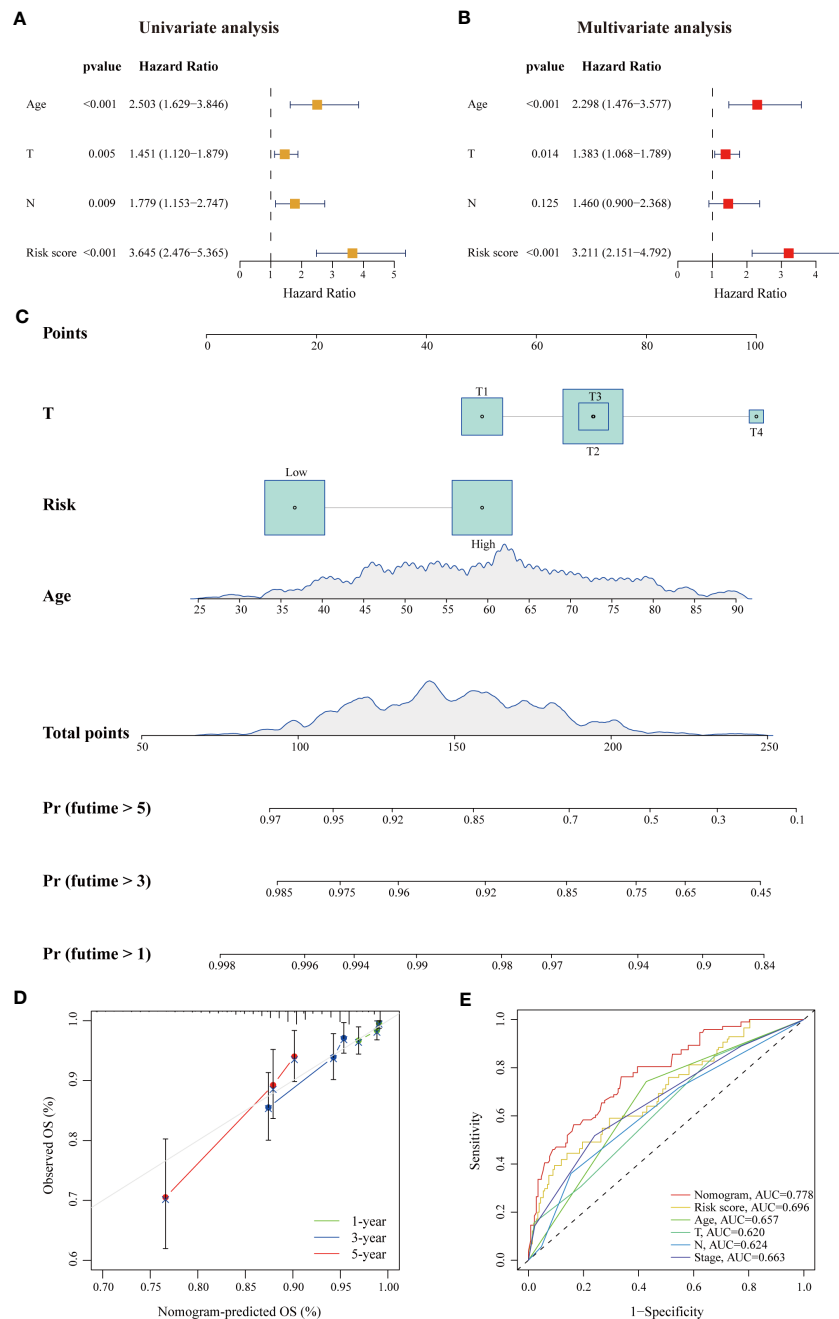 A
Univariate analysis
pvalue Hazard Ratio
Age <0.001 2.503 (1.629−3.846)
T 0.005 1.451 (1.120−1.879)
N 0.009 1.779 (1.153−2.747)
Risk score <0.001 3.645 (2.476−5.365)
0 1 2 3 4 5
Hazard Ratio
B
Multivariate analysis
pvalue Hazard Ratio
Age <0.001 2.298 (1.476−3.577)
T 0.014 1.383 (1.068−1.789)
N 0.125 1.460 (0.900−2.368)
Risk score <0.001 3.211 (2.151−4.792)
0 1 2 3 4
Hazard Ratio
C
Points
0 20 40 60 80 100
T
T1 T3
T2 T4
Risk
Low
High
Age
25 30 35 40 45 50 55 60 65 70 75 80 85 90
Total points
50 100 150 200 250
Pr (futime > 5)
0.97 0.95 0.92 0.85 0.7 0.5 0.3 0.1
Pr (futime > 3)
0.985 0.975 0.96 0.92 0.85 0.75 0.65 0.45
Pr (futime > 1)
0.998 0.996 0.994 0.99 0.98 0.97 0.94 0.9 0.84
D
Observed OS (%)
1.0
0.9
0.8
0.7
0.6
1-year
3-year
5-year
0.70 0.75 0.80 0.85 0.90 0.95 1.00
Nomogram-predicted OS (%)
E
Sensitivity
1.0
0.8
0.6
0.4
0.2
0.0
Nomogram, AUC=0.778
Risk score, AUC=0.696
Age, AUC=0.657
T, AUC=0.620
N, AUC=0.624
Stage, AUC=0.663
0.0 0.2 0.4 0.6 0.8 1.0
1−Specificity